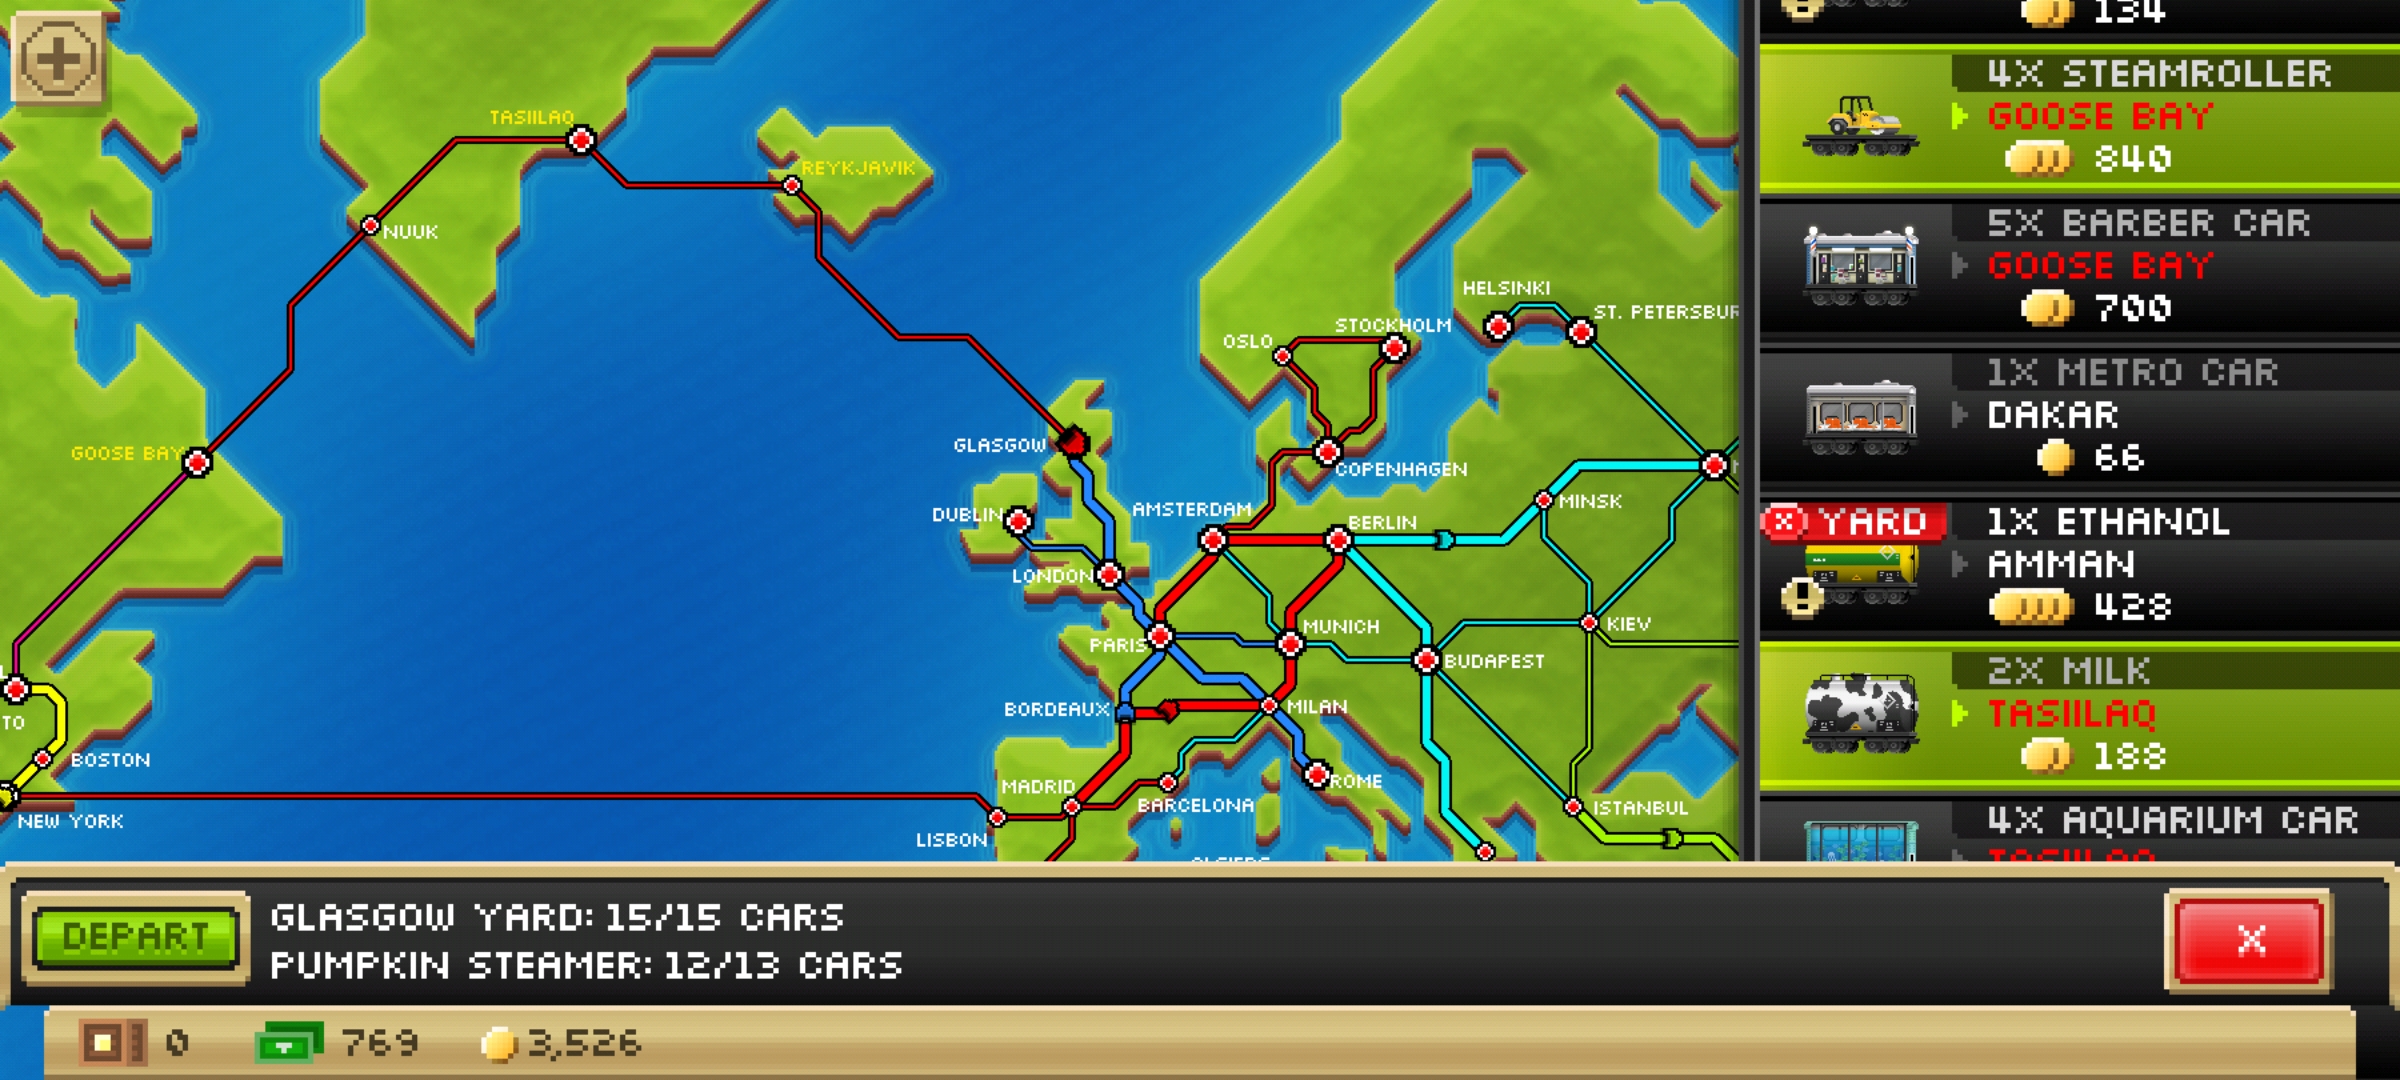 TASIILAQ
REYKJAVIK
NUUK
GOOSE BAY
TO
BOSTON
NEW YORK
GLASGOW
DUBLIN
LONDON
AMSTERDAM
BERLIN
PARIS
MUNICH
BORDEAUX
MILAN
MADRID
BARCELONA
LISBON
ROME
OSLO
STOCKHOLM
HELSINKI
ST. PETERSBUR
COPENHAGEN
MINSK
KIEV
BUDAPEST
ISTANBUL
134
4X STEAMROLLER
GOOSE BAY
840
5X BARBER CAR
GOOSE BAY
700
1X METRO CAR
DAKAR
66
YARD
1X ETHANOL
AMMAN
428
2X MILK
TASIILAQ
188
4X AQUARIUM CAR
TASIILAQ
DEPART
GLASGOW YARD: 15/15 CARS
PUMPKIN STEAMER: 12/13 CARS
X
0
769
3,526